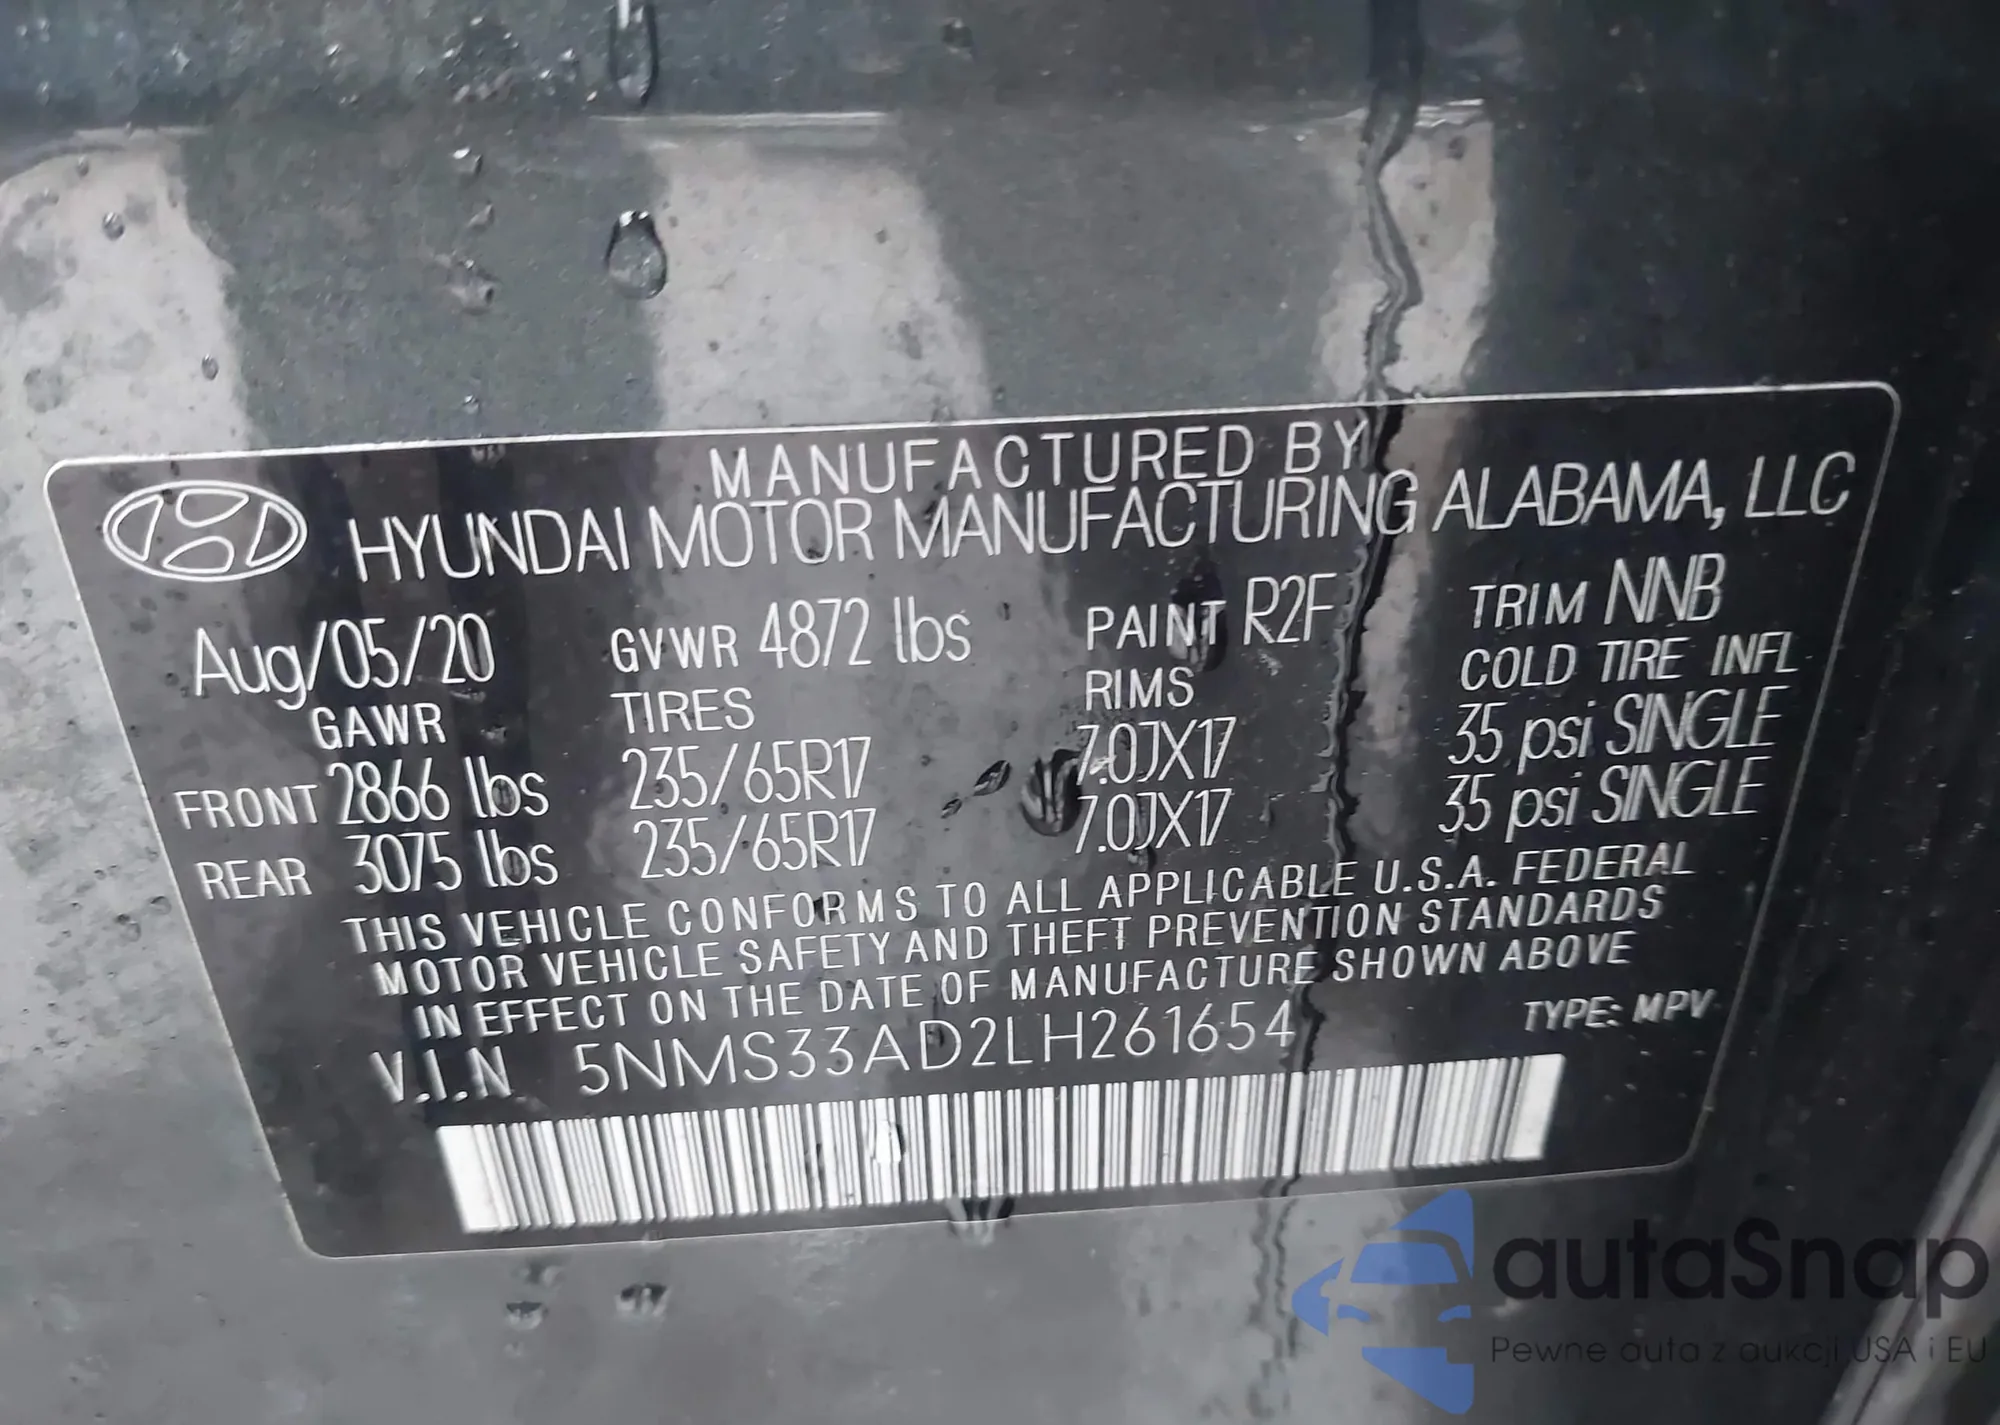 MANUFACTURED BY
HYUNDAI MOTOR MANUFACTURING ALABAMA, LLC
Aug/05/20 GVWR 4872 lbs PAINT R2F TRIM NNB
GAWR TIRES RIMS COLD TIRE INFL
FRONT 2866 lbs 235/65R17 7.0JX17 35 psi SINGLE
REAR 3075 lbs 235/65R17 7.0JX17 35 psi SINGLE
THIS VEHICLE CONFORMS TO ALL APPLICABLE U.S.A. FEDERAL
MOTOR VEHICLE SAFETY AND THEFT PREVENTION STANDARDS
IN EFFECT ON THE DATE OF MANUFACTURE SHOWN ABOVE
V.I.N. 5NMS33AD2LH261654 TYPE: MPV
autaSnap
Pewne auta z aukcji USA i EU